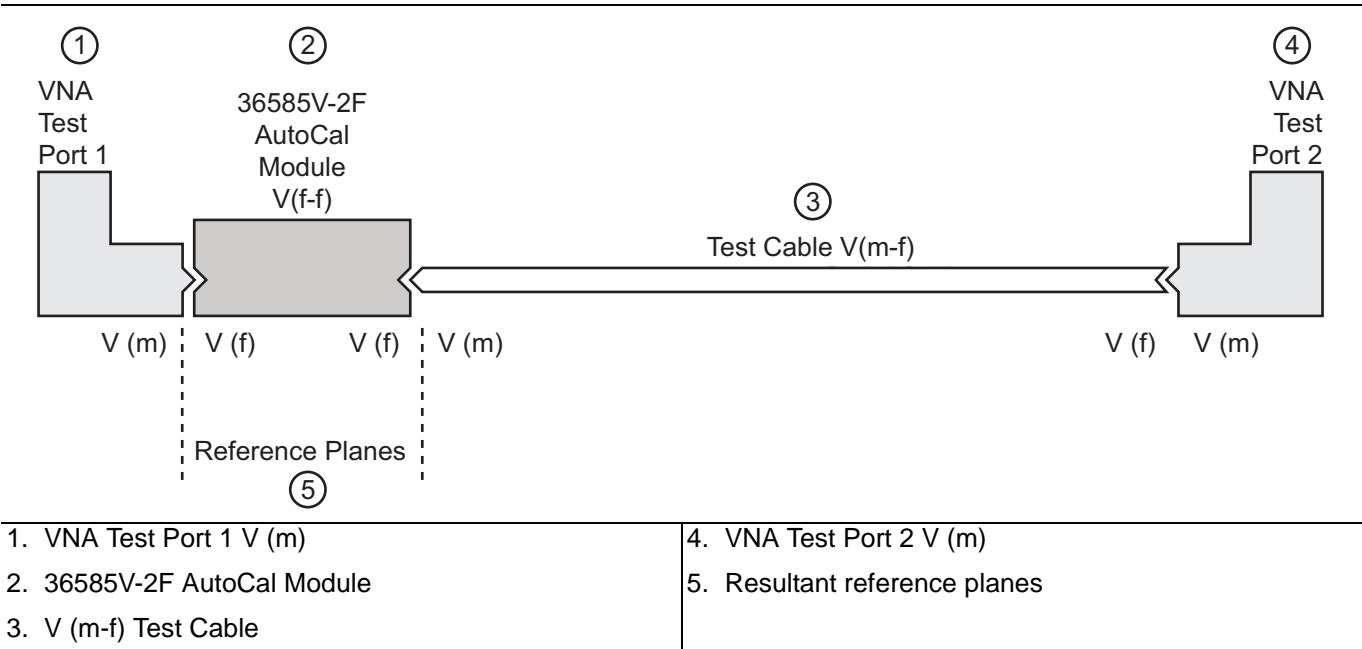 1
VNA
Test
Port 1
2
36585V-2F
AutoCal
Module
V(f-f)
3
Test Cable V(m-f)
4
VNA
Test
Port 2
V (m) V (f) V (f) V (m) V (f) V (m)
Reference Planes
5
1. VNA Test Port 1 V (m)
2. 36585V-2F AutoCal Module
3. V (m-f) Test Cable
4. VNA Test Port 2 V (m)
5. Resultant reference planes